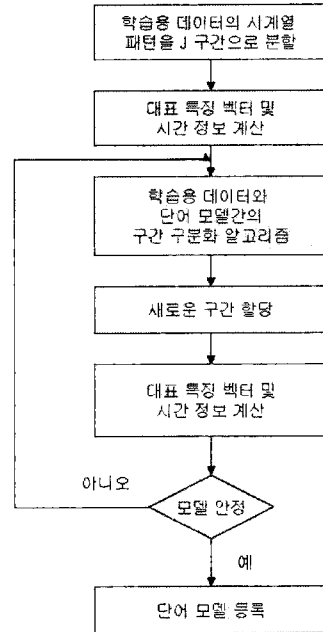 학습용 데이터의 시계열
패턴을 J 구간으로 분할
대표 특징 벡터 및
시간 정보 계산
학습용 데이터와
단어 모델간의
구간 구분화 알고리즘
새로운 구간 할당
대표 특징 벡터 및
시간 정보 계산
아니오
모델 안정
예
단어 모델 등록